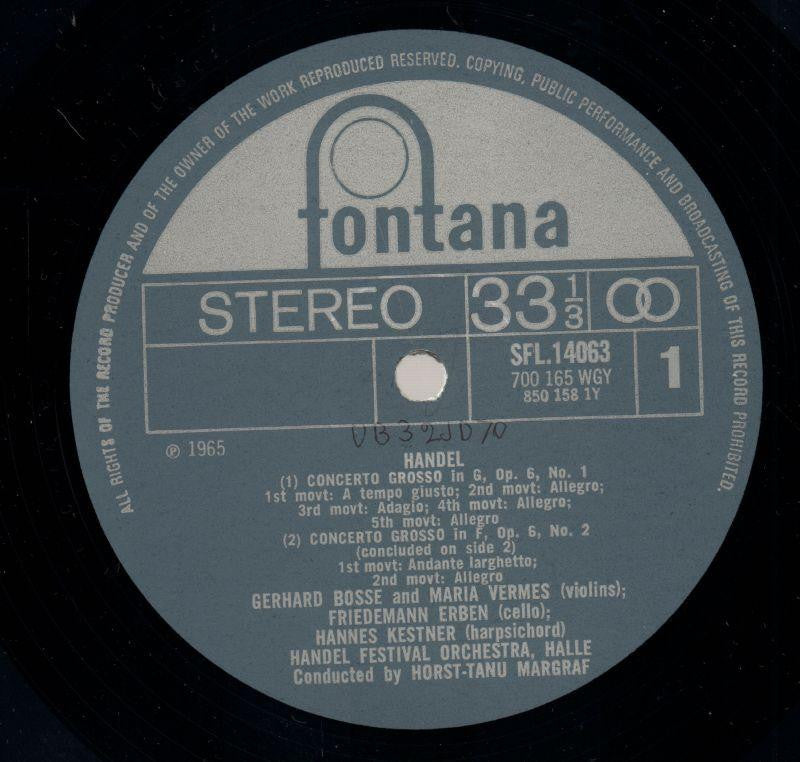 ALL RIGHTS OF THE RECORD PRODUCER AND OF THE OWNER OF THE WORK REPRODUCED RESERVED. COPYING, PUBLIC PERFORMANCE AND BROADCASTING OF THIS RECORD PROHIBITED.
fontana
STEREO 33 1/3
SFL.14063 1
700 165 WGY
850 158 1Y
℗ 1965
HANDEL
(1) CONCERTO GROSSO in G, Op. 6, No. 1
1st movt: A tempo giusto; 2nd movt: Allegro;
3rd movt: Adagio; 4th movt: Allegro;
5th movt: Allegro
(2) CONCERTO GROSSO in F, Op. 6, No. 2
(concluded on side 2)
1st movt: Andante larghetto;
2nd movt: Allegro
GERHARD BOSSE and MARIA VERMES (violins);
FRIEDEMANN ERBEN (cello);
HANNES KESTNER (harpsichord)
HANDEL FESTIVAL ORCHESTRA, HALLE
Conducted by HORST-TANU MARGRAF